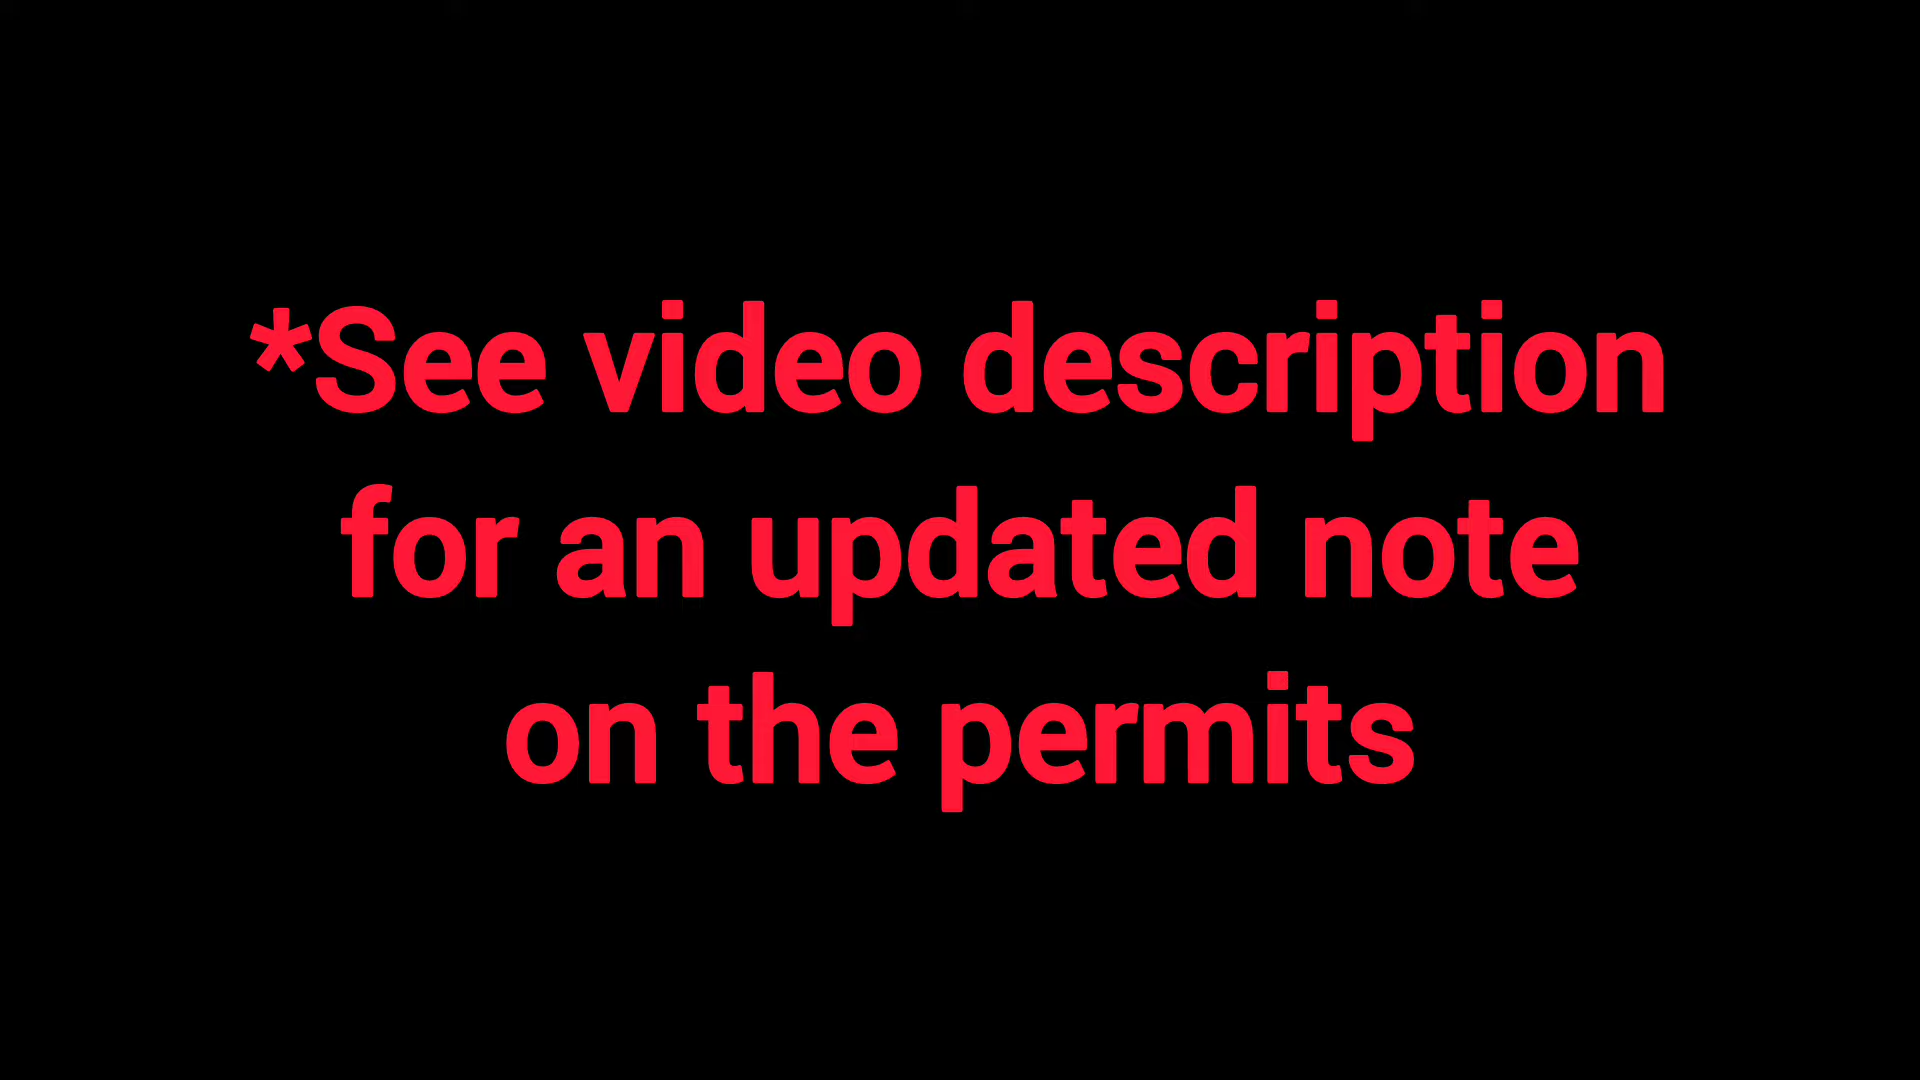 *See video description
for an updated note
on the permits